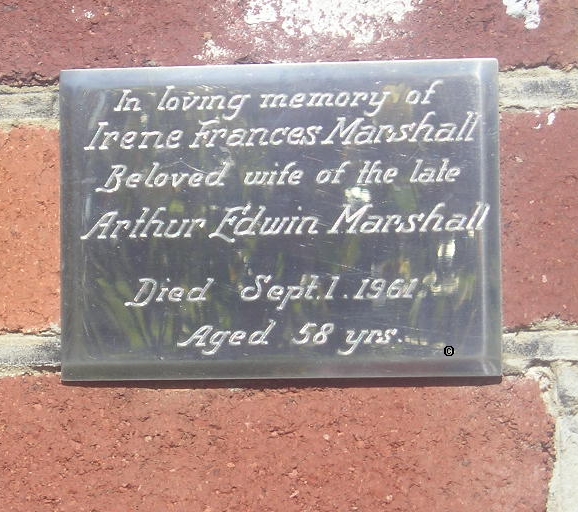 In loving memory of
Irene Frances Marshall
Beloved wife of the late
Arthur Edwin Marshall
Died Sept. 1. 1961.
Aged 58 yrs.
©